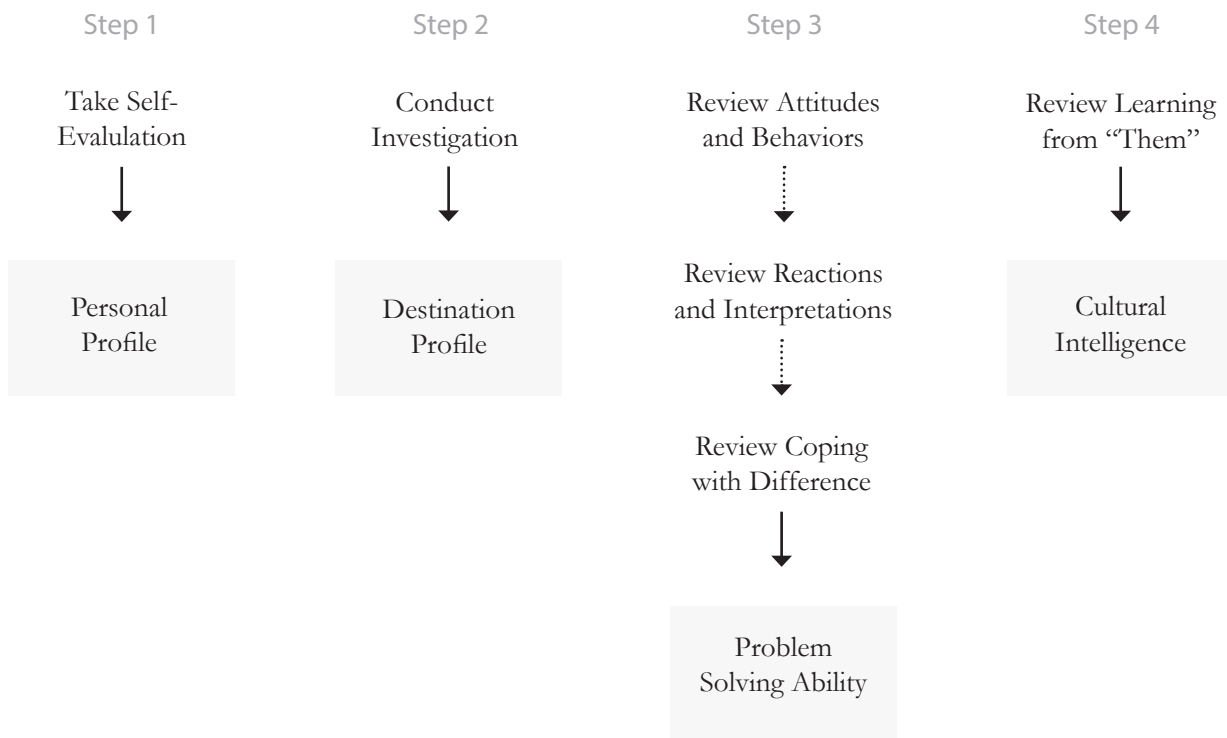 Step 1
Take Self-
Evalulation
Personal
Profile
Step 2
Conduct
Investigation
Destination
Profile
Step 3
Review Attitudes
and Behaviors
Review Reactions
and Interpretations
Review Coping
with Difference
Problem
Solving Ability
Step 4
Review Learning
from “Them”
Cultural
Intelligence